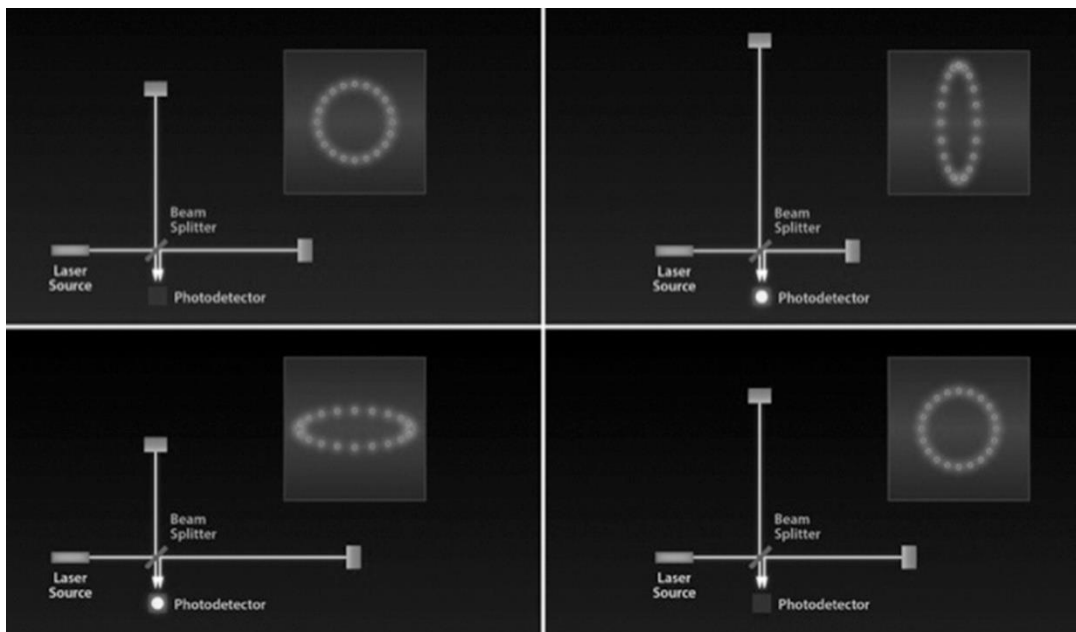 Beam
Splitter
Laser
Source
Photodetector
Beam
Splitter
Laser
Source
Photodetector
Beam
Splitter
Laser
Source
Photodetector
Beam
Splitter
Laser
Source
Photodetector